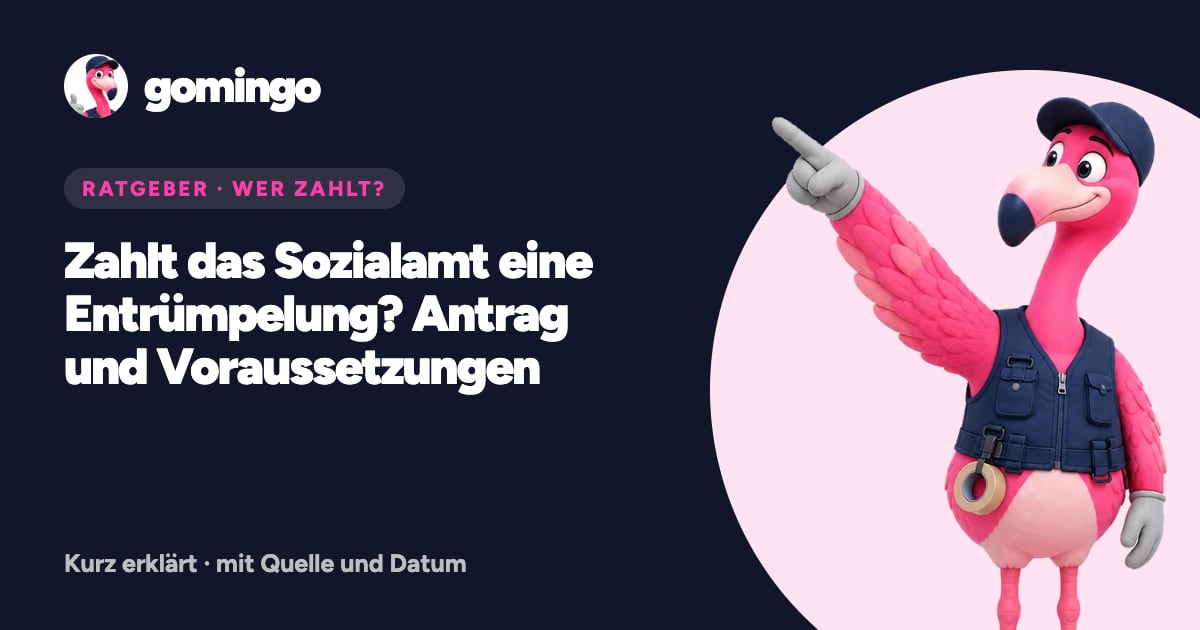 gomingo
RATGEBER · WER ZAHLT?
Zahlt das Sozialamt eine
Entrümpelung? Antrag
und Voraussetzungen
Kurz erklärt · mit Quelle und Datum